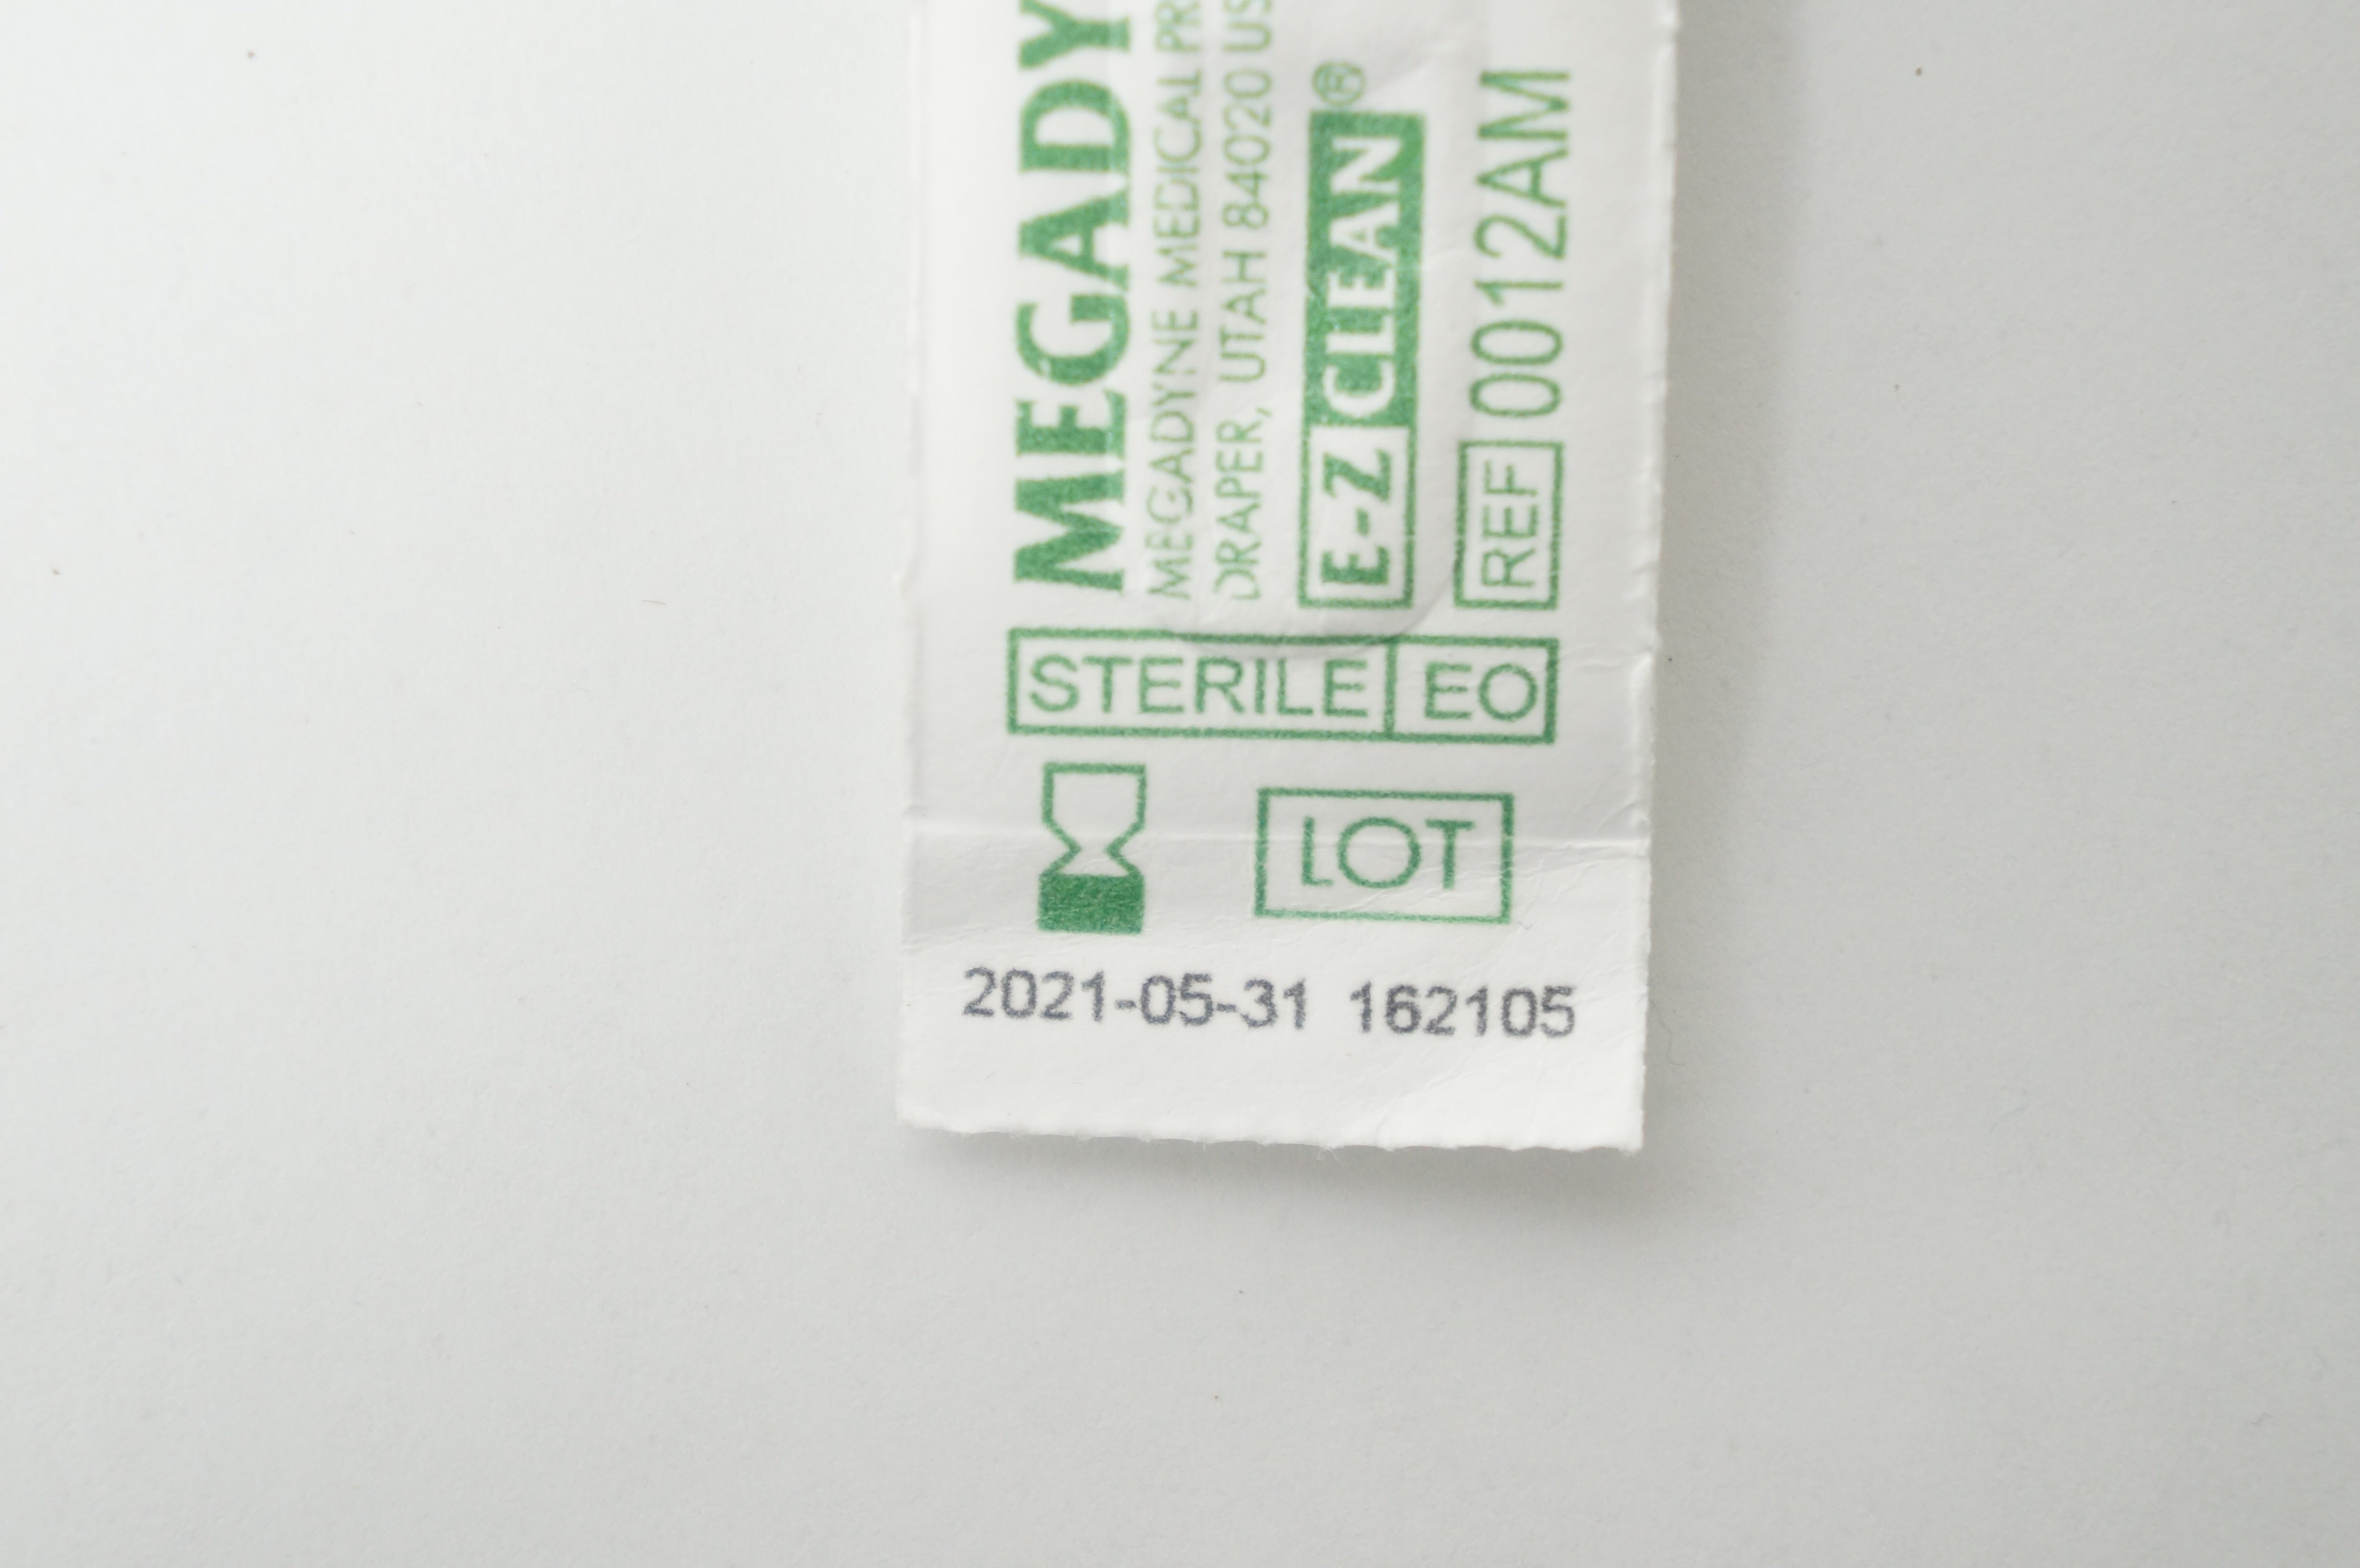 MEGADY
MEGADYNE MEDICAL PR
DRAPER, UTAH 84020 US
E-Z CLEAN®
REF 0012AM
STERILE EO
LOT
2021-05-31 162105